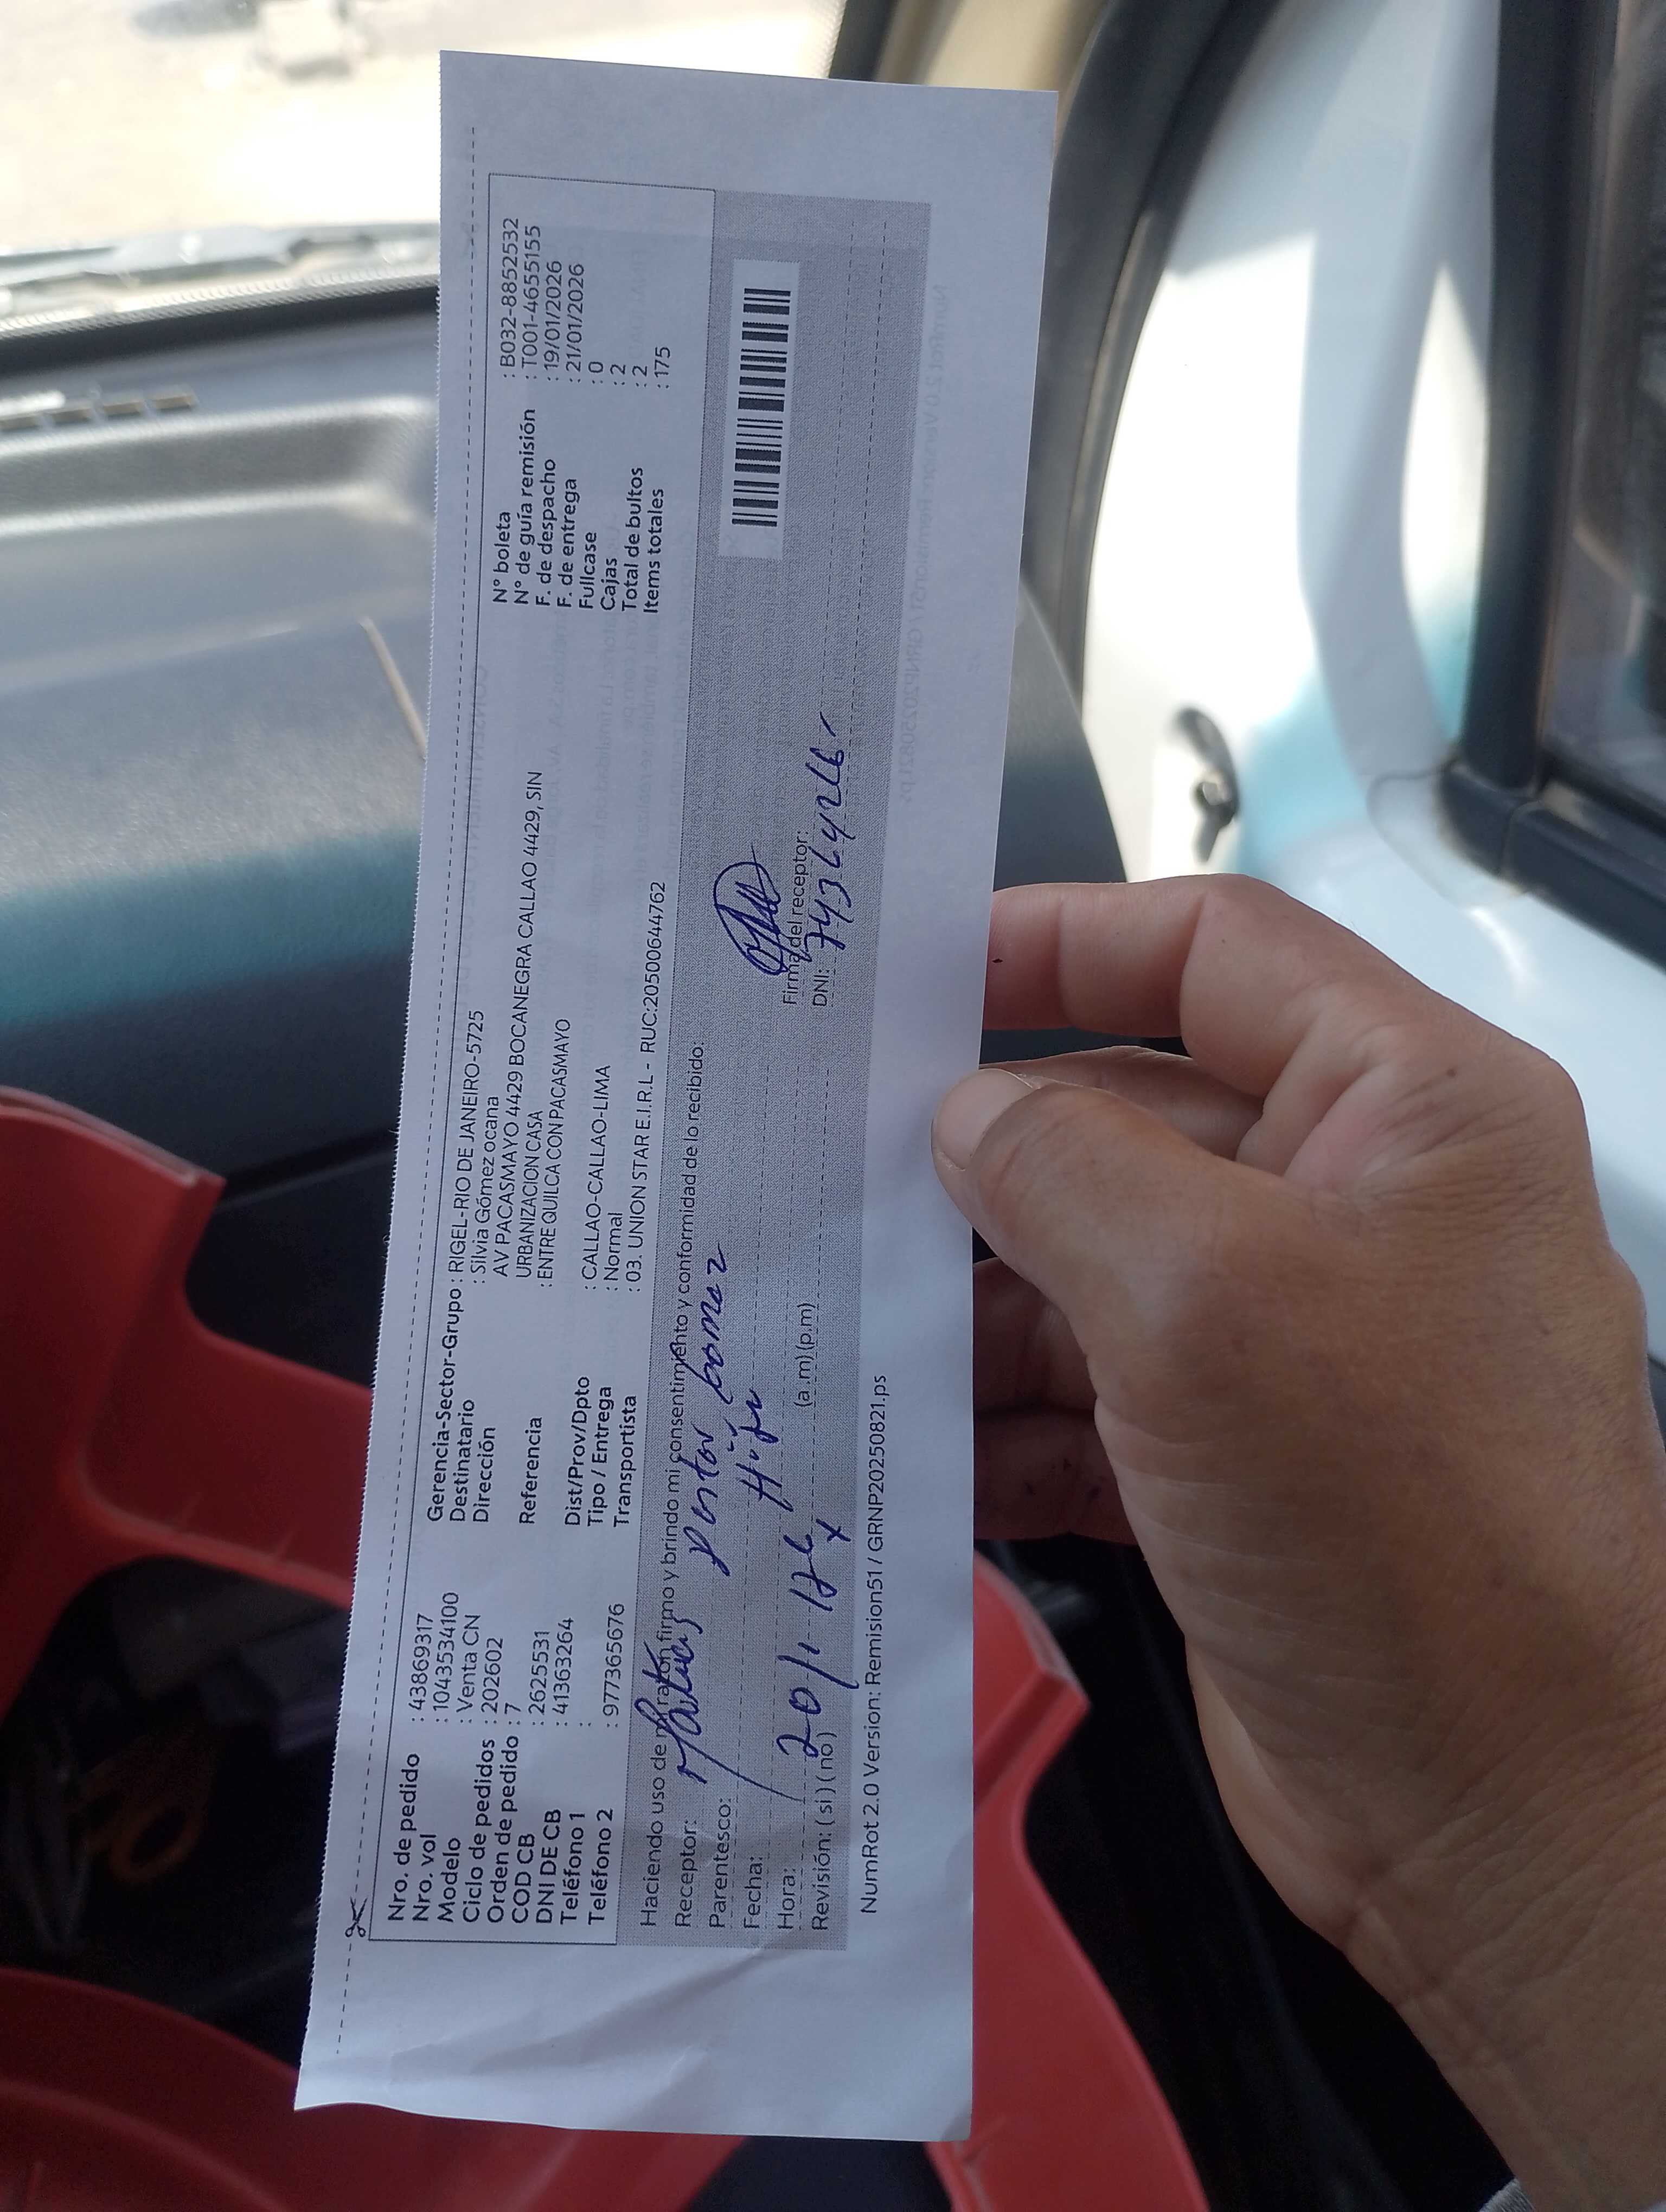 Nro. de pedido : 43869317
Nro. vol : 1043534100
Modelo : Venta CN
Ciclo de pedidos : 202602
Orden de pedido : 7
COD CB : 2625531
DNI DE CB : 41363264
Teléfono 1 :
Teléfono 2 : 977365676
Gerencia-Sector-Grupo : RIGEL-RIO DE JANEIRO-5725
Destinatario : Silvia Gómez ocana
Dirección AV PACASMAYO 4429 BOCANEGRA CALLAO 4429, SIN
URBANIZACION CASA
Referencia : ENTRE QUILCA CON PACASMAYO
Dist/Prov/Dpto : CALLAO-CALLAO-LIMA
Tipo / Entrega : Normal
Transportista : 03. UNION STAR E.I.R.L - RUC:20500644762
N° boleta : B032-8852532
N° de guía remisión : T001-4655155
F. de despacho : 19/01/2026
F. de entrega : 21/01/2026
Fullcase : 0
Cajas : 2
Total de bultos : 2
Items totales : 175
Haciendo uso de mi razón firmo y brindo mi consentimiento y conformidad de lo recibido:
Receptor: Matias
Parentesco:
Fecha: 20/1/26
Hora: (a .m) (p.m)
Revisión: ( si ) ( no ) x
Firma del receptor:
DNI: 74364266
NumRot 2.0 Version: Remision51 / GRNP20250821.ps